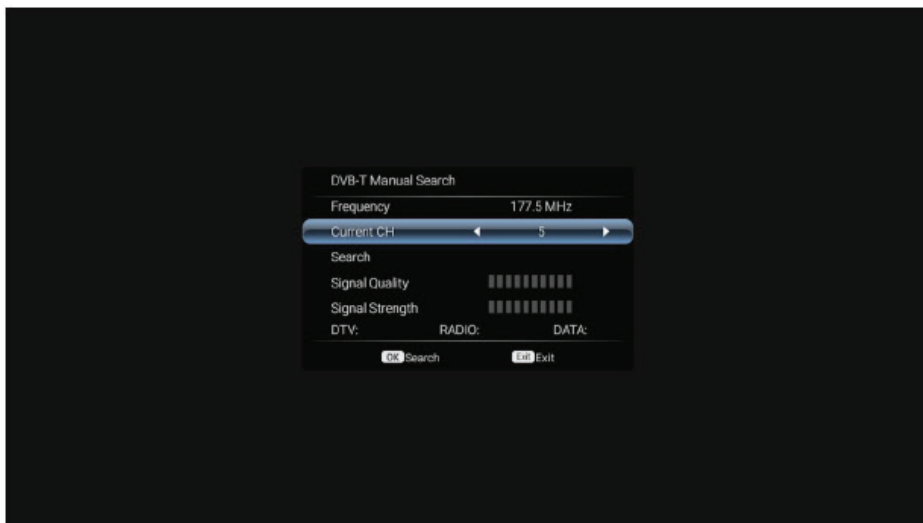 DVB-T Manual Search
Frequency 177.5 MHz
Current CH 5
Search
Signal Quality
Signal Strength
DTV: RADIO: DATA:
OK Search Exit Exit